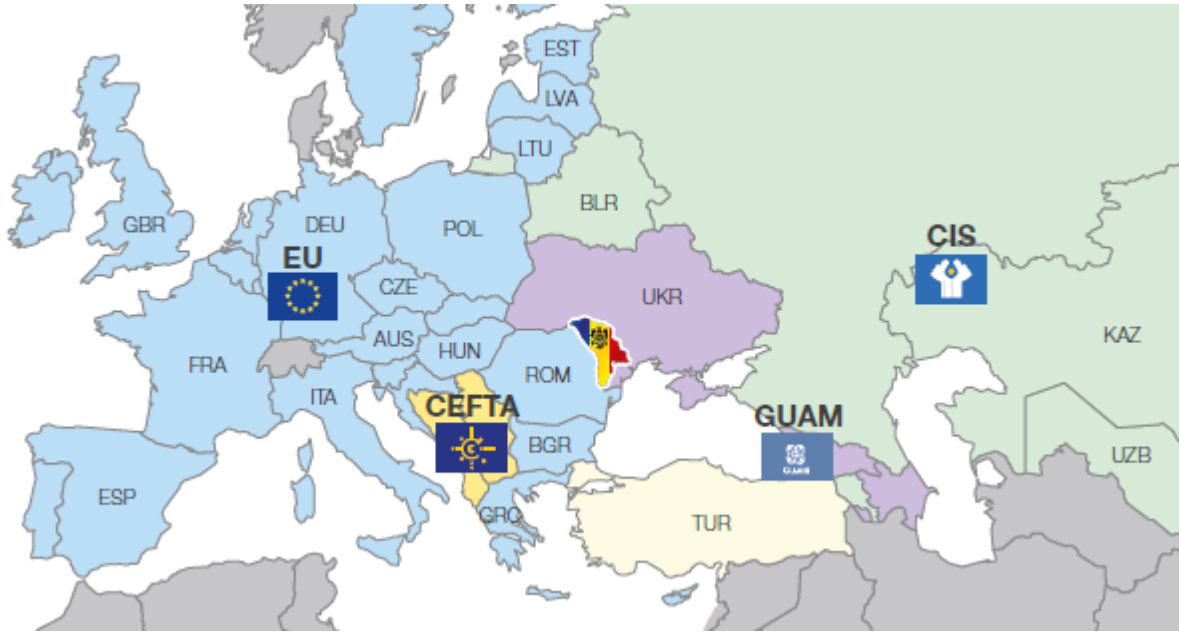 EST
LVA
LTU
BLR
GBR
DEU
POL
CIS
EU
CZE
UKR
AUS
HUN
KAZ
FRA
ROM
ITA
CEFTA
GUAM
BGR
UZB
ESP
GUAM
GRC
TUR